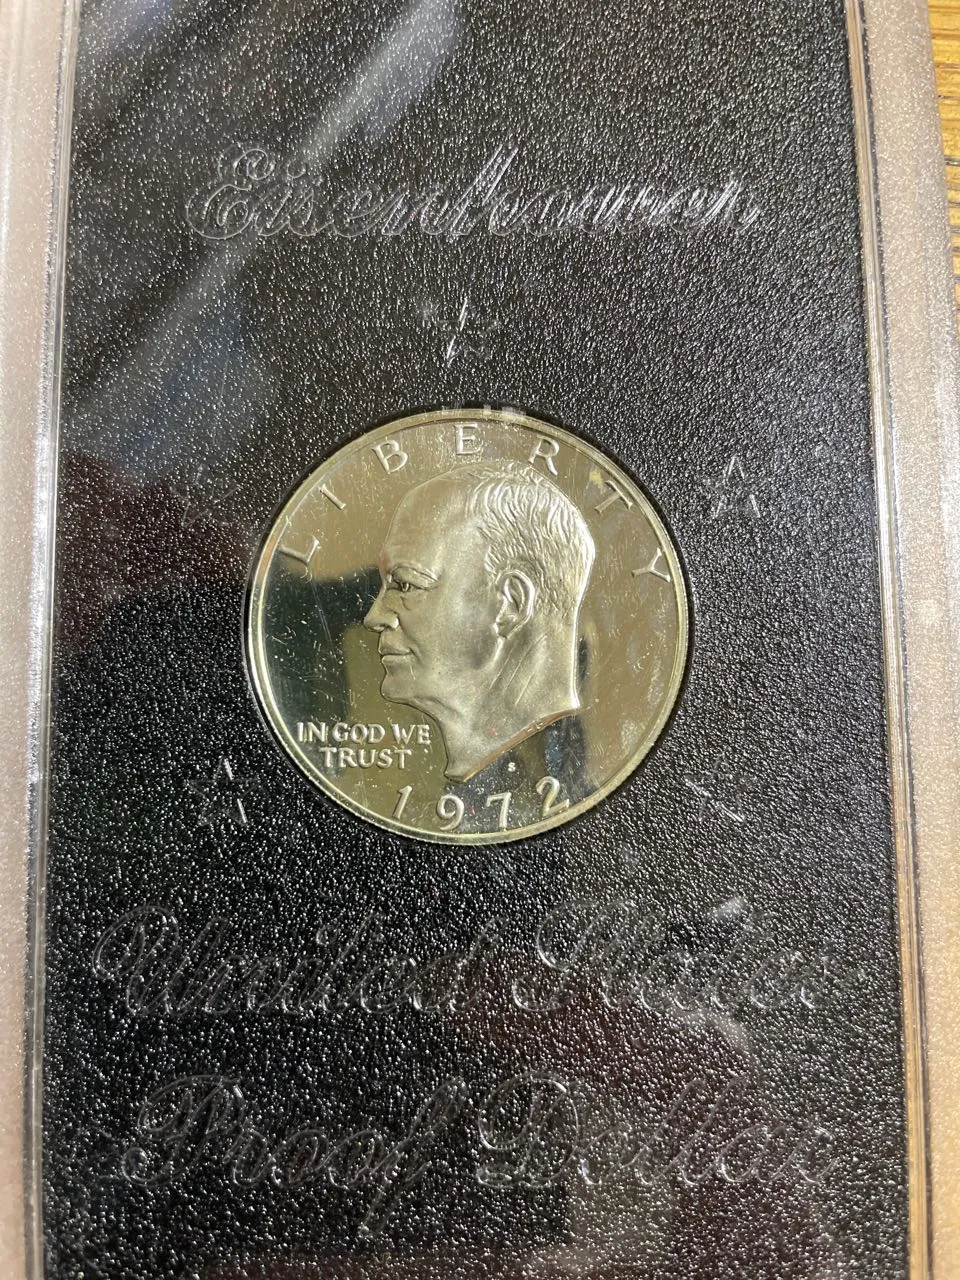 Eisenhower
LIBERTY
IN GOD WE
TRUST
S
1972
United States
Proof Dollar